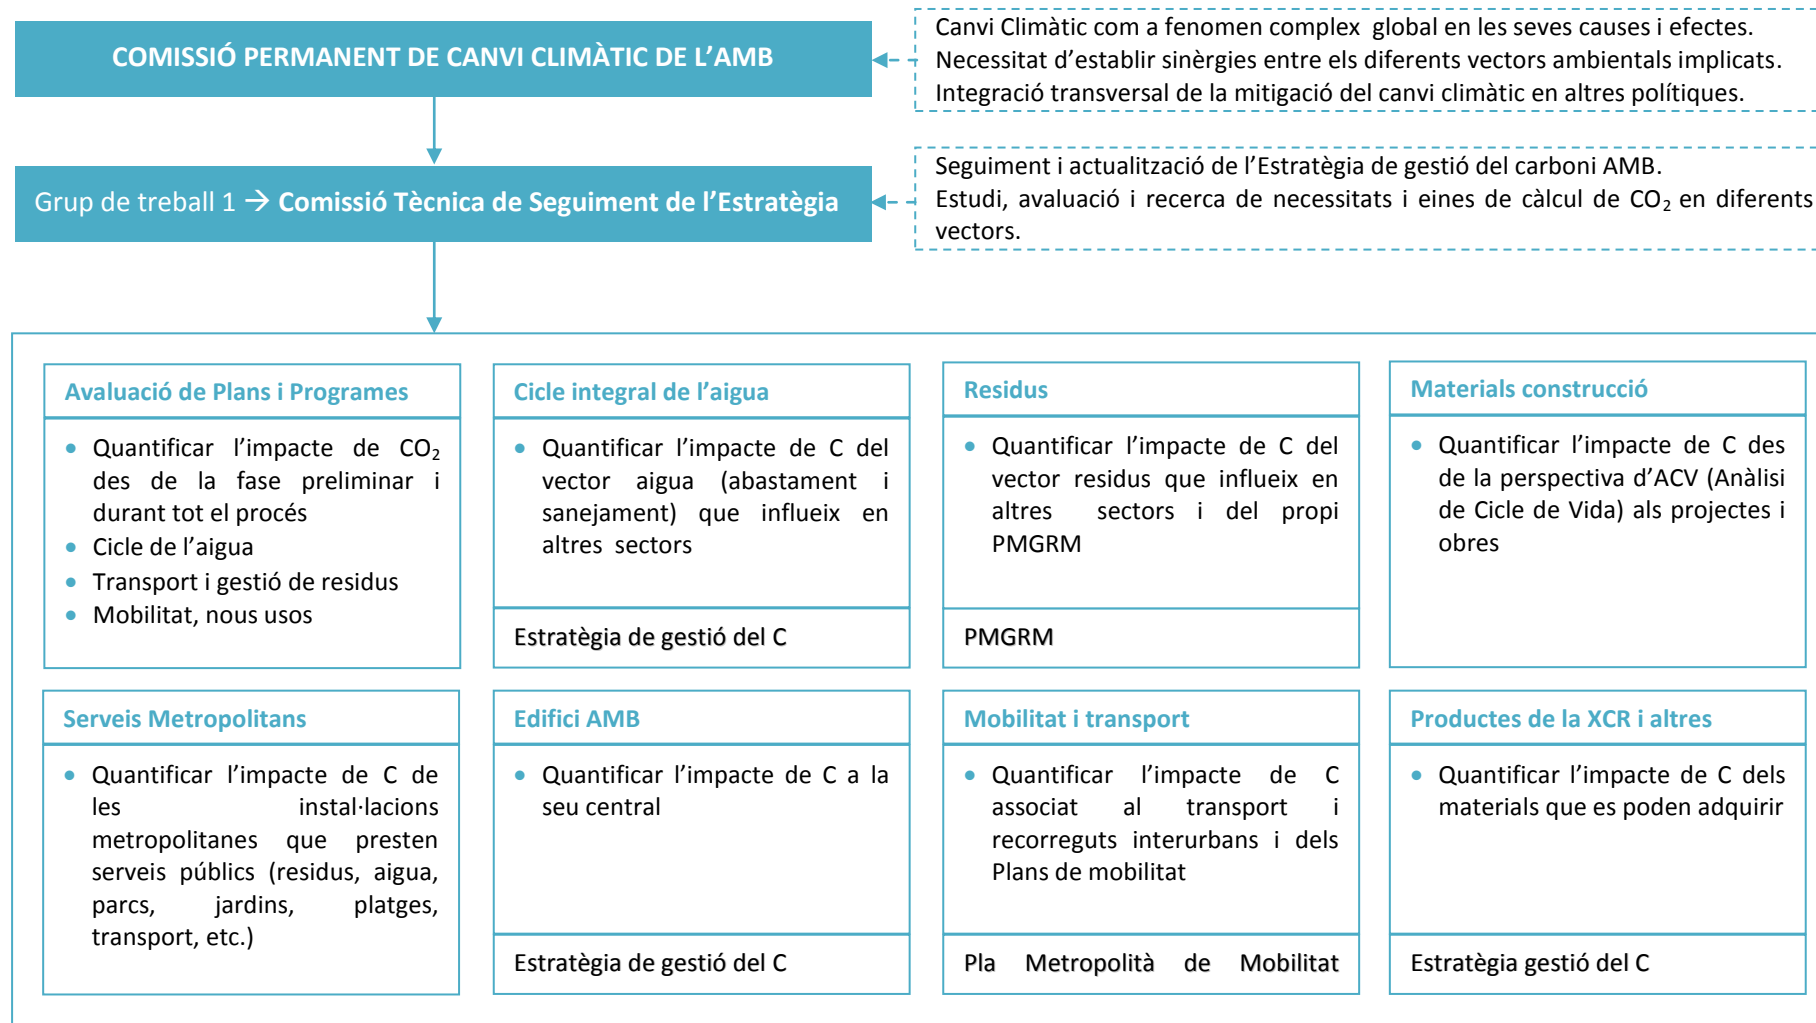 COMISSIÓ PERMANENT DE CANVI CLIMÀTIC DE L’AMB
Canvi Climàtic com a fenomen complex global en les seves causes i efectes.
Necessitat d’establir sinèrgies entre els diferents vectors ambientals implicats.
Integració transversal de la mitigació del canvi climàtic en altres polítiques.
Grup de treball 1 → Comissió Tècnica de Seguiment de l’Estratègia
Seguiment i actualització de l’Estratègia de gestió del carboni AMB.
Estudi, avaluació i recerca de necessitats i eines de càlcul de CO₂ en diferents
vectors.
Avaluació de Plans i Programes
• Quantificar l’impacte de CO₂
des de la fase preliminar i
durant tot el procés
• Cicle de l’aigua
• Transport i gestió de residus
• Mobilitat, nous usos
Cicle integral de l’aigua
• Quantificar l’impacte de C del
vector aigua (abastament i
sanejament) que influeix en
altres sectors
Estratègia de gestió del C
Residus
• Quantificar l’impacte de C del
vector residus que influeix en
altres sectors i del propi
PMGRM
PMGRM
Materials construcció
• Quantificar l’impacte de C des
de la perspectiva d’ACV (Anàlisi
de Cicle de Vida) als projectes i
obres
Serveis Metropolitans
• Quantificar l’impacte de C de
les instal·lacions
metropolitanes que presten
serveis públics (residus, aigua,
parcs, jardins, platges,
transport, etc.)
Edifici AMB
• Quantificar l’impacte de C a la
seu central
Estratègia de gestió del C
Mobilitat i transport
• Quantificar l’impacte de C
associat al transport i
recorreguts interurbans i dels
Plans de mobilitat
Pla Metropolità de Mobilitat
Productes de la XCR i altres
• Quantificar l’impacte de C dels
materials que es poden adquirir
Estratègia gestió del C